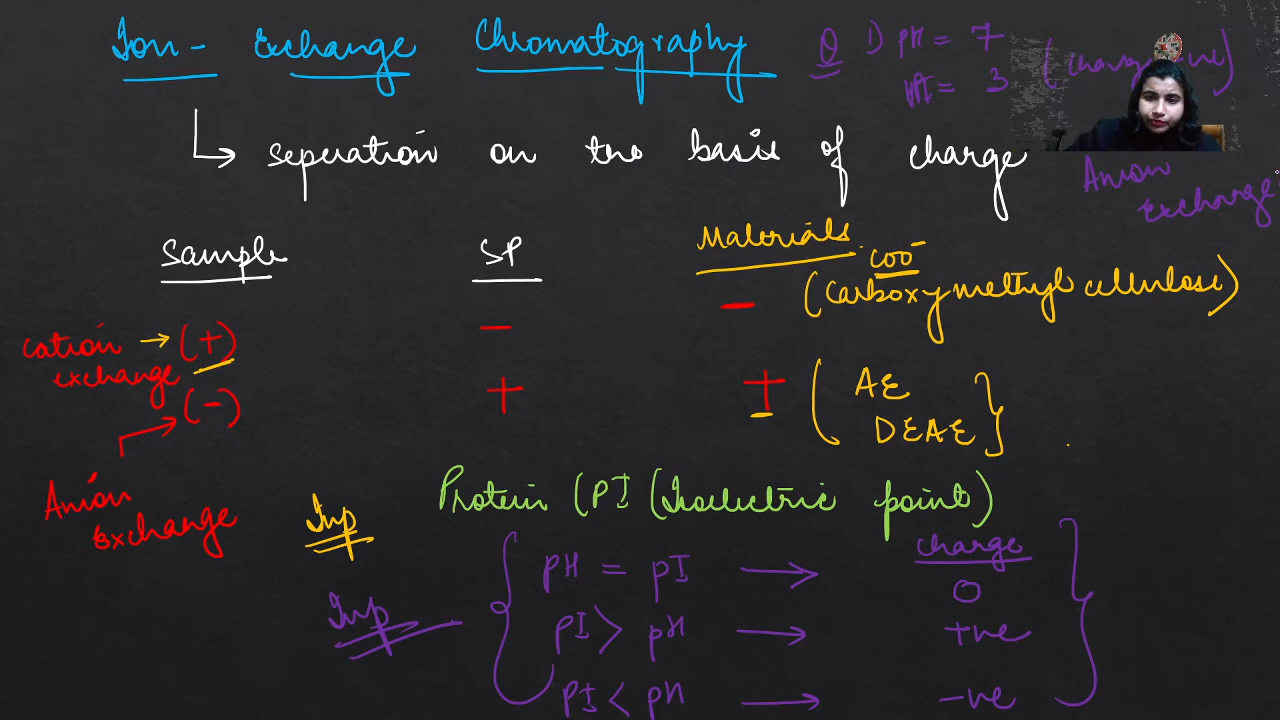 Ion- Exchange Chromatography
Q 1) pH = 7
pI = 3
seperation on the basis of charge
Anion
Exchange
Sample SP Materials
COO⁻
(+) − − (Carboxymethyl cellulose)
cation →
exchange
(-) + + ( AE
DEAE }
Anion
Exchange
Protein (PI (Isoelectric point)
Imp
charge
pH = pI → 0
Imp
pI > pH → +ve
pI < pH → -ve